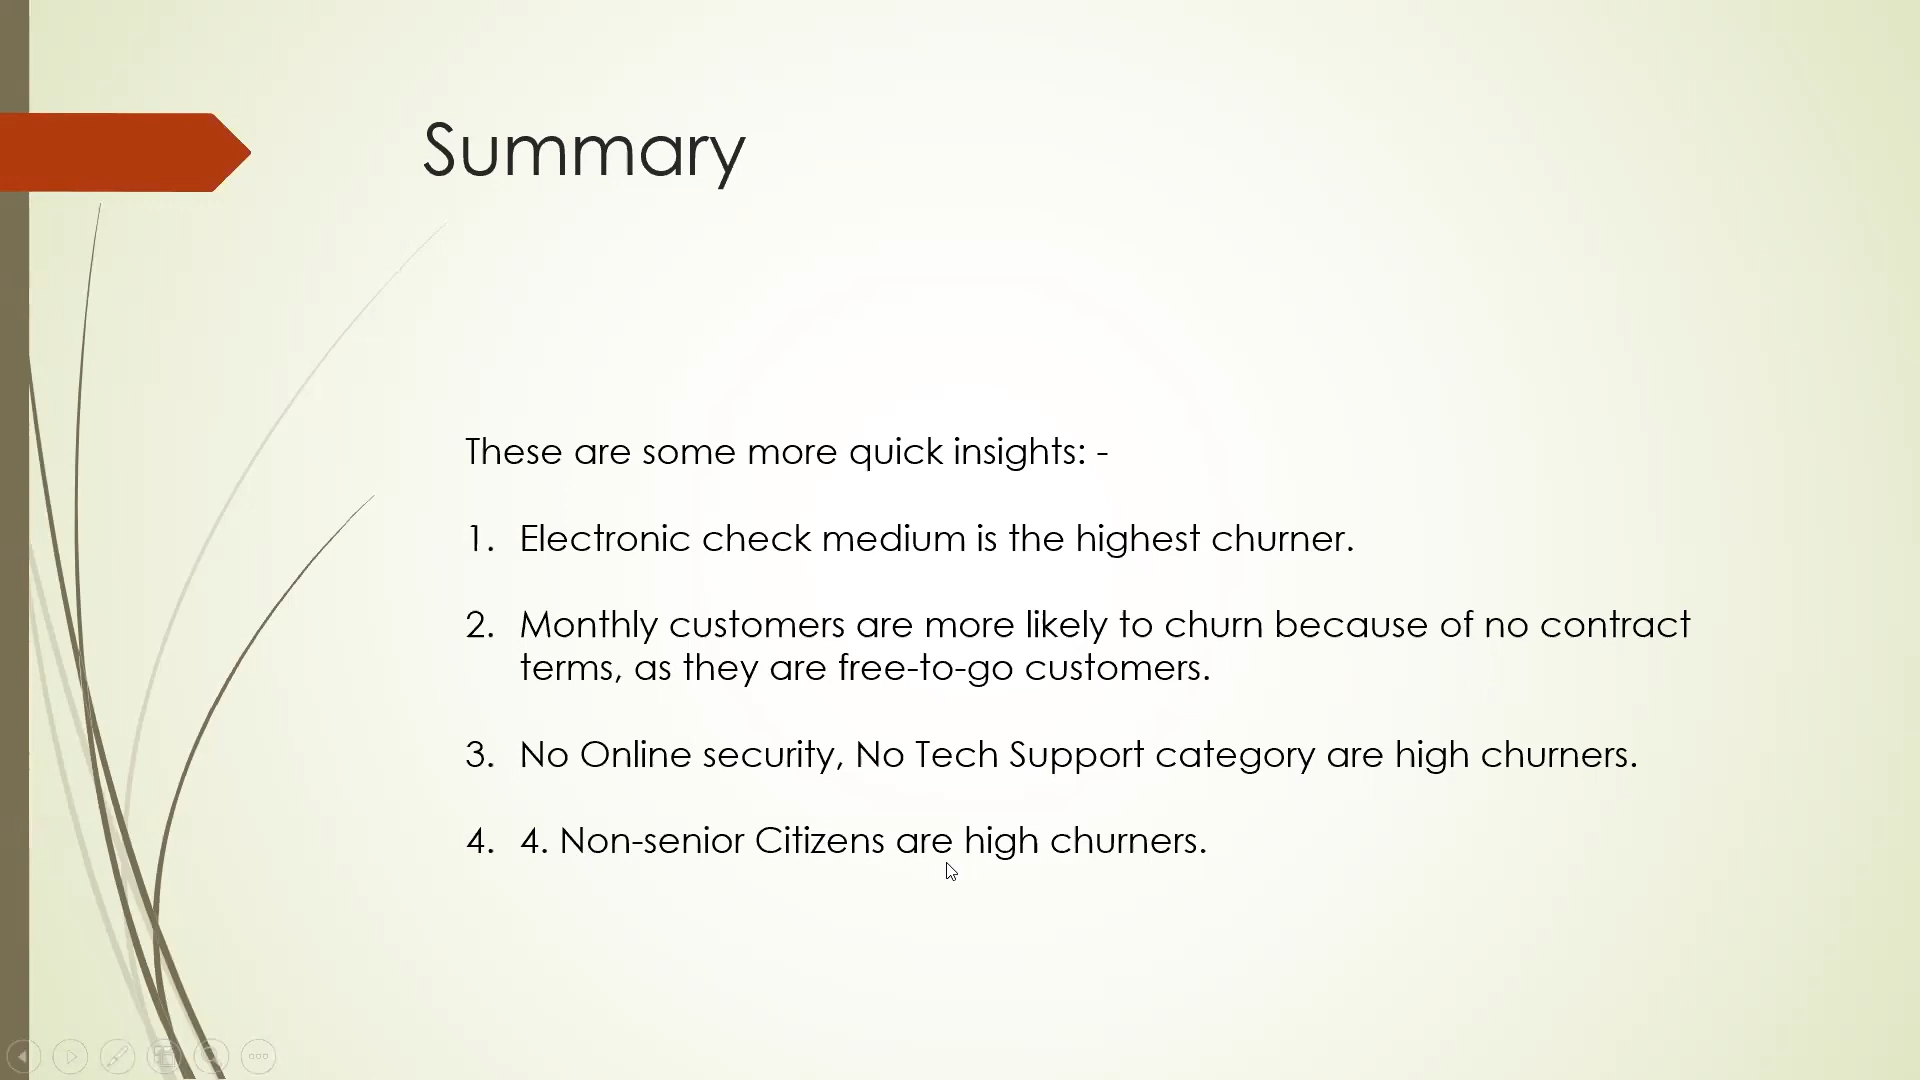 Summary
These are some more quick insights: -
1. Electronic check medium is the highest churner.
2. Monthly customers are more likely to churn because of no contract
terms, as they are free-to-go customers.
3. No Online security, No Tech Support category are high churners.
4. 4. Non-senior Citizens are high churners.